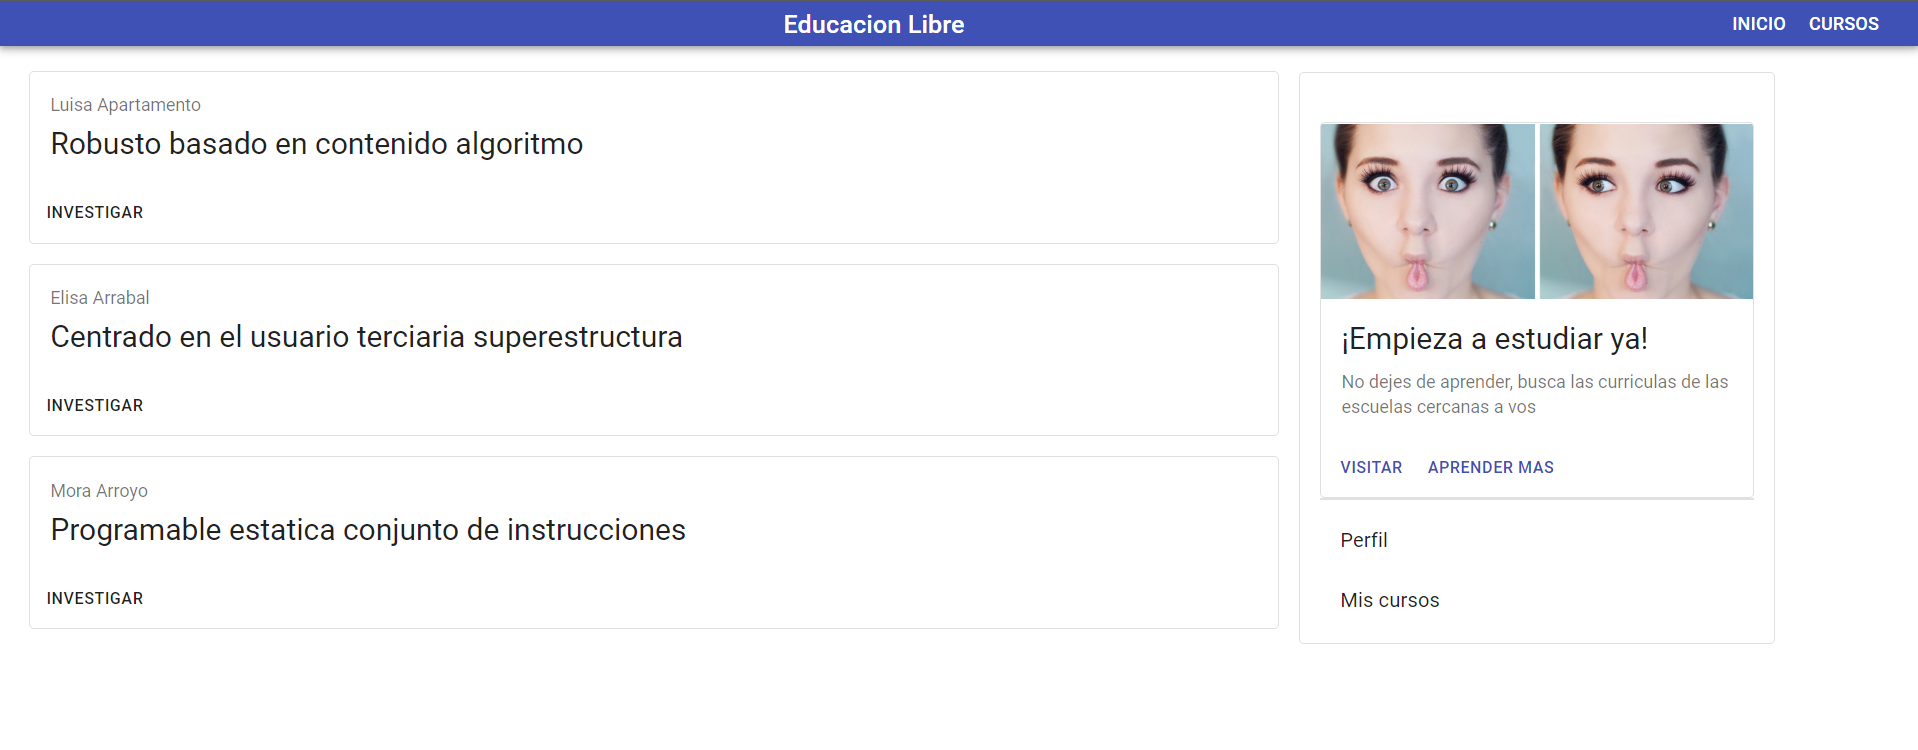 Educacion Libre
INICIO CURSOS
Luisa Apartamento
Robusto basado en contenido algoritmo
INVESTIGAR
Elisa Arrabal
Centrado en el usuario terciaria superestructura
INVESTIGAR
Mora Arroyo
Programable estatica conjunto de instrucciones
INVESTIGAR
¡Empieza a estudiar ya!
No dejes de aprender, busca las curriculas de las
escuelas cercanas a vos
VISITAR APRENDER MAS
Perfil
Mis cursos